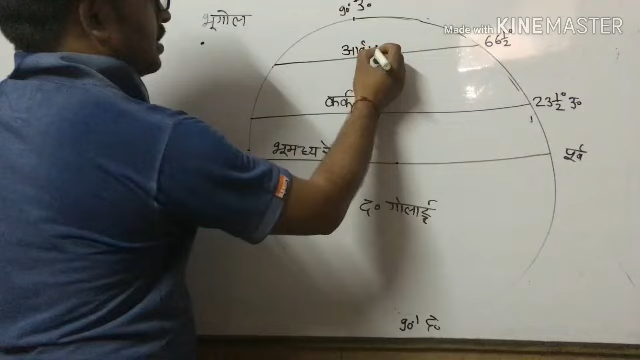 भूगोल
90° उ०
Made with KINEMASTER
66½°
23½° उ०
भूमध्य
पूर्व
द० गोलार्द्ध
90° द०